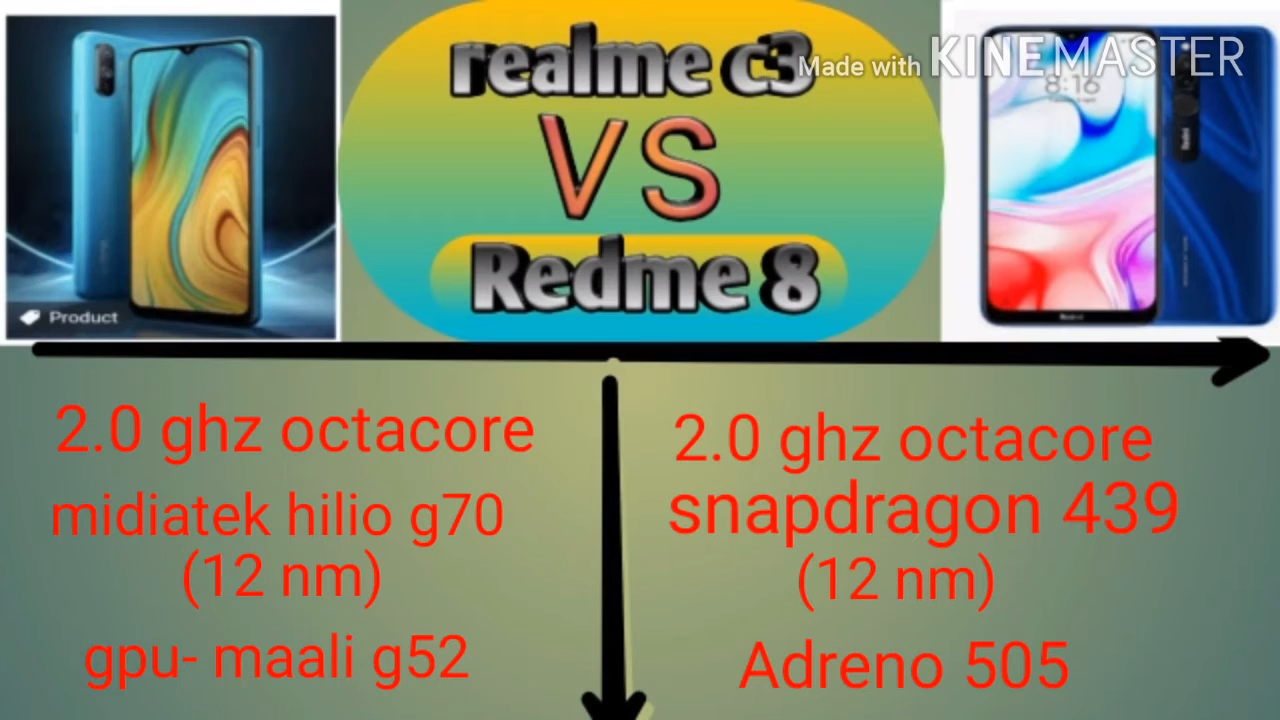 realme c3
Made with KINEMASTER
VS
Redme 8
8:16
Redmi
Product
2.0 ghz octacore
midiatek hilio g70
(12 nm)
gpu- maali g52
2.0 ghz octacore
snapdragon 439
(12 nm)
Adreno 505